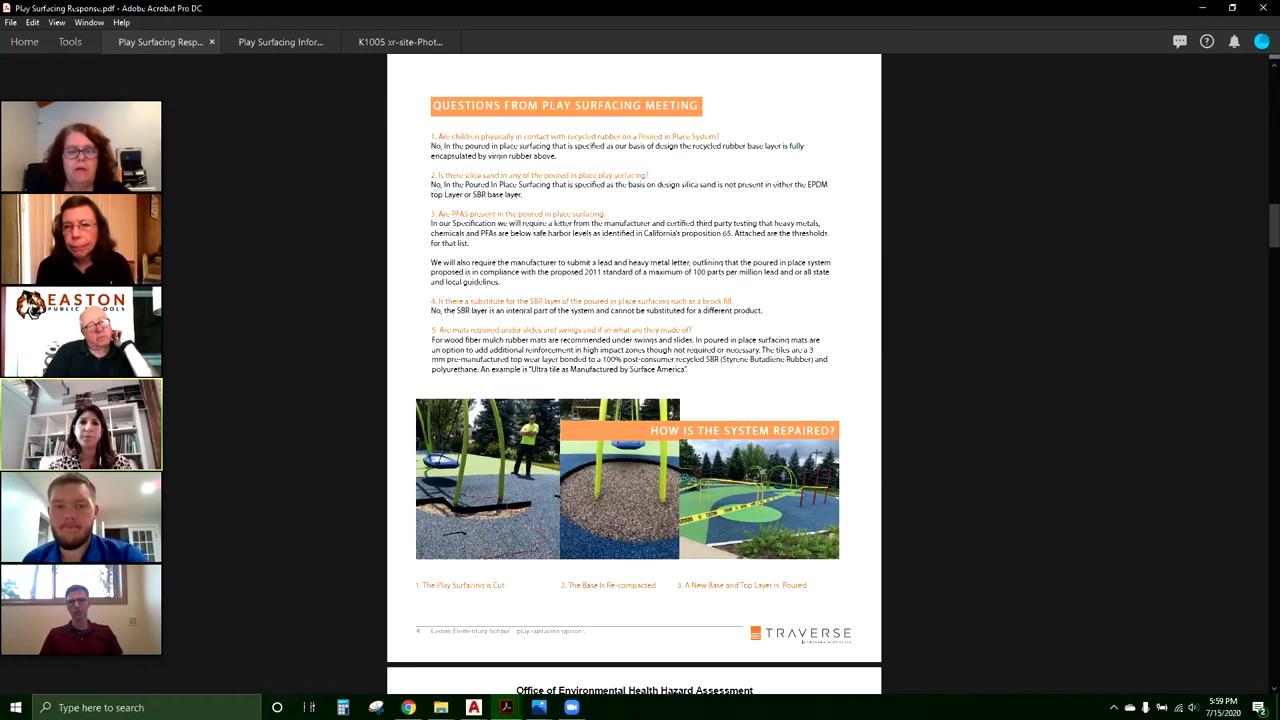 Play Surfacing Response.pdf - Adobe Acrobat Pro DC
File Edit View Window Help
Home Tools Play Surfacing Resp... × Play Surfacing Infor... K1005 xr-site-Phot...
QUESTIONS FROM PLAY SURFACING MEETING
1. Are children physically in contact with recycled rubber on a Poured in Place System?
No, In the poured in place surfacing that is specified as our basis of design the recycled rubber base layer is fully
encapsulated by virgin rubber above.
2. Is there silica sand in any of the poured in place play surfacing?
No, In the Poured In Place Surfacing that is specified as the basis on design silica sand is not present in either the EPDM
top Layer or SBR base layer.
3. Are PFAS present in the poured in place surfacing.
In our Specification we will require a letter from the manufacturer and certified third party testing that heavy metals,
chemicals and PFAs are below safe harbor levels as identified in California's proposition 65. Attached are the thresholds
for that list.
We will also require the manufacturer to submit a lead and heavy metal letter, outlining that the poured in place system
proposed is in compliance with the proposed 2011 standard of a maximum of 100 parts per million lead and or all state
and local guidelines.
4. Is there a substitute for the SBR layer of the poured in place surfacing such as a brock fill.
No, the SBR layer is an integral part of the system and cannot be substituted for a different product.
5. Are mats required under slides and swings and if so what are they made of?
For wood fiber mulch rubber mats are recommended under swings and slides. In poured in place surfacing mats are
an option to add additional reinforcement in high impact zones though not required or necessary. The tiles are a 3
mm pre-manufactured top wear layer bonded to a 100% post-consumer recycled SBR (Styrene Butadiene Rubber) and
polyurethane. An example is "Ultra tile as Manufactured by Surface America".
HOW IS THE SYSTEM REPAIRED?
1. The Play Surfacing is Cut
2. The Base Is Re-compacted
3. A New Base and Top Layer is Poured
4 Easton Elementary School play surfacing options
TRAVERSE
landscape architects
Office of Environmental Health Hazard Assessment
EASTON
PUBLIC SCHOOLS
Type here to search
5:59 PM
7/15/2020
2